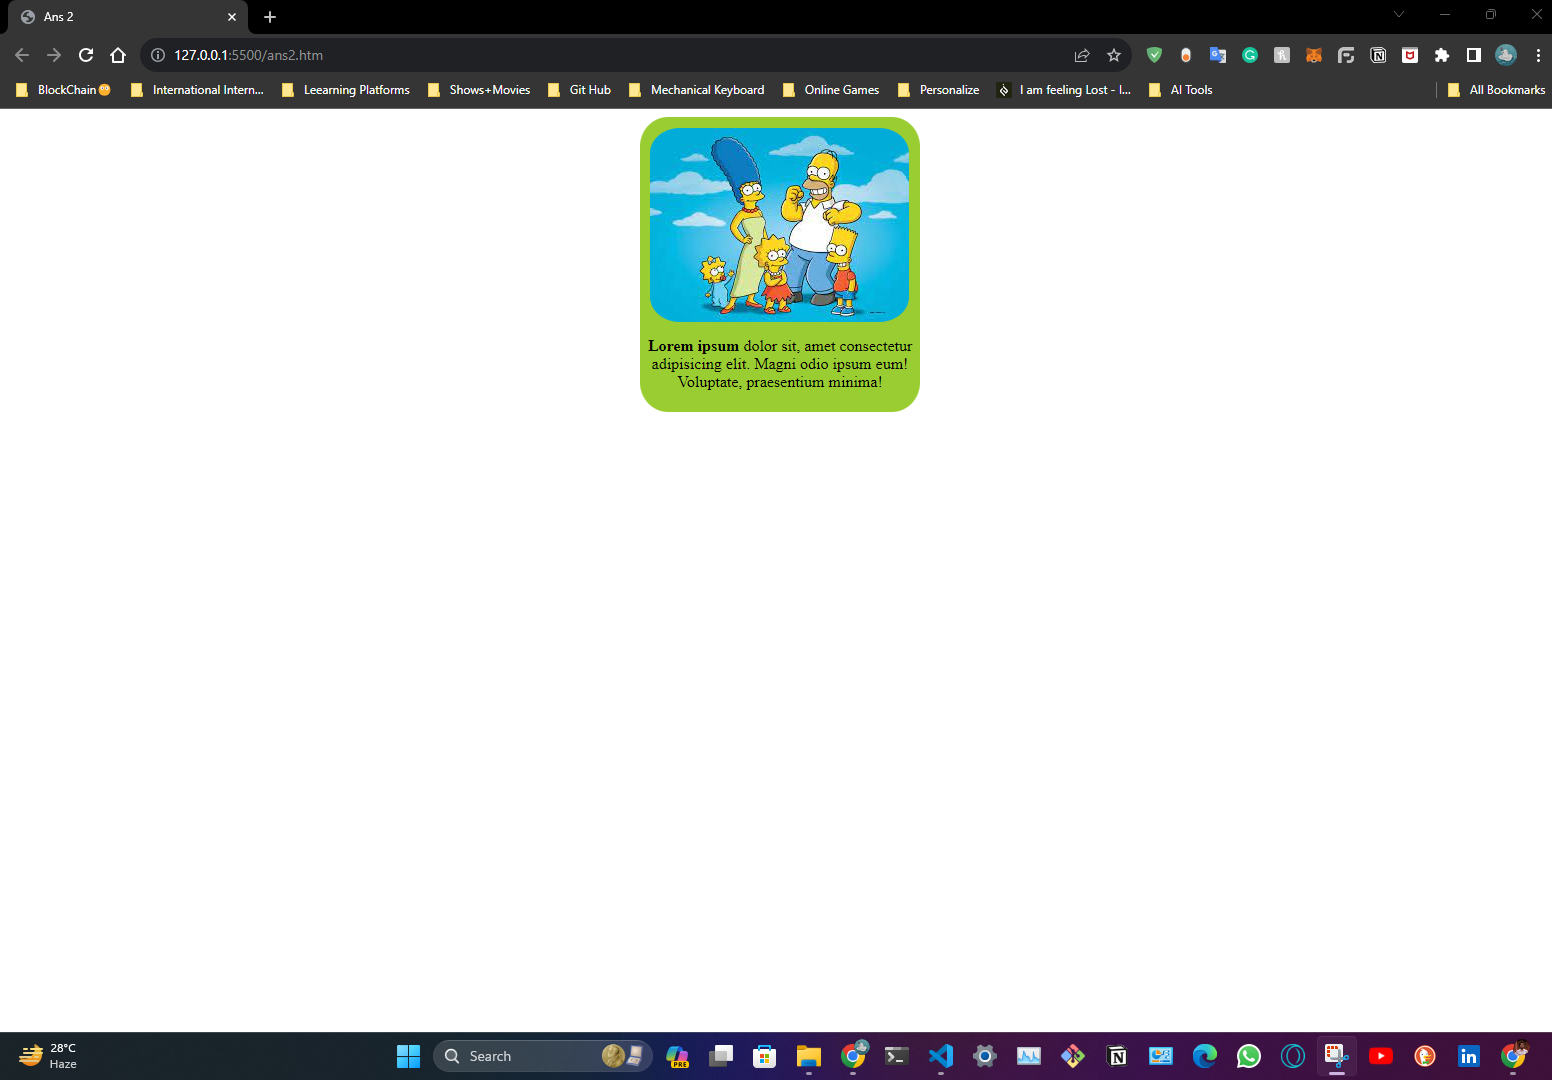 Ans 2
127.0.0.1:5500/ans2.htm
BlockChain
International Intern...
Leearning Platforms
Shows+Movies
Git Hub
Mechanical Keyboard
Online Games
Personalize
I am feeling Lost - I...
AI Tools
All Bookmarks
Lorem ipsum dolor sit, amet consectetur
adipisicing elit. Magni odio ipsum eum!
Voluptate, praesentium minima!
28°C
Haze
Search
PRE